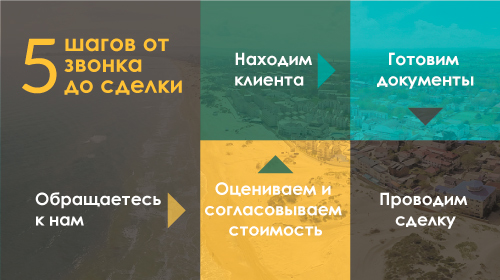 5 шагов от
звонка
до сделки
Обращаетесь
к нам
Оцениваем и
согласовываем
стоимость
Находим
клиента
Готовим
документы
Проводим
сделку